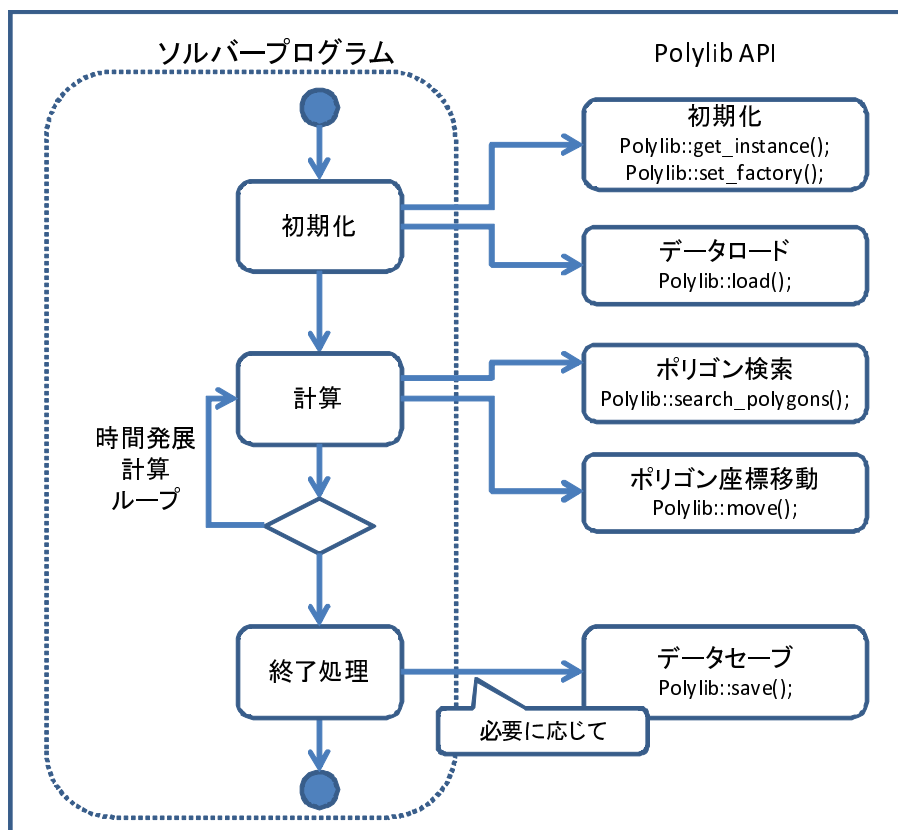 ソルバープログラム
Polylib API
初期化
Polylib::get_instance();
Polylib::set_factory();
初期化
データロード
Polylib::load();
計算
ポリゴン検索
Polylib::search_polygons();
時間発展
計算
ループ
ポリゴン座標移動
Polylib::move();
終了処理
データセーブ
Polylib::save();
必要に応じて